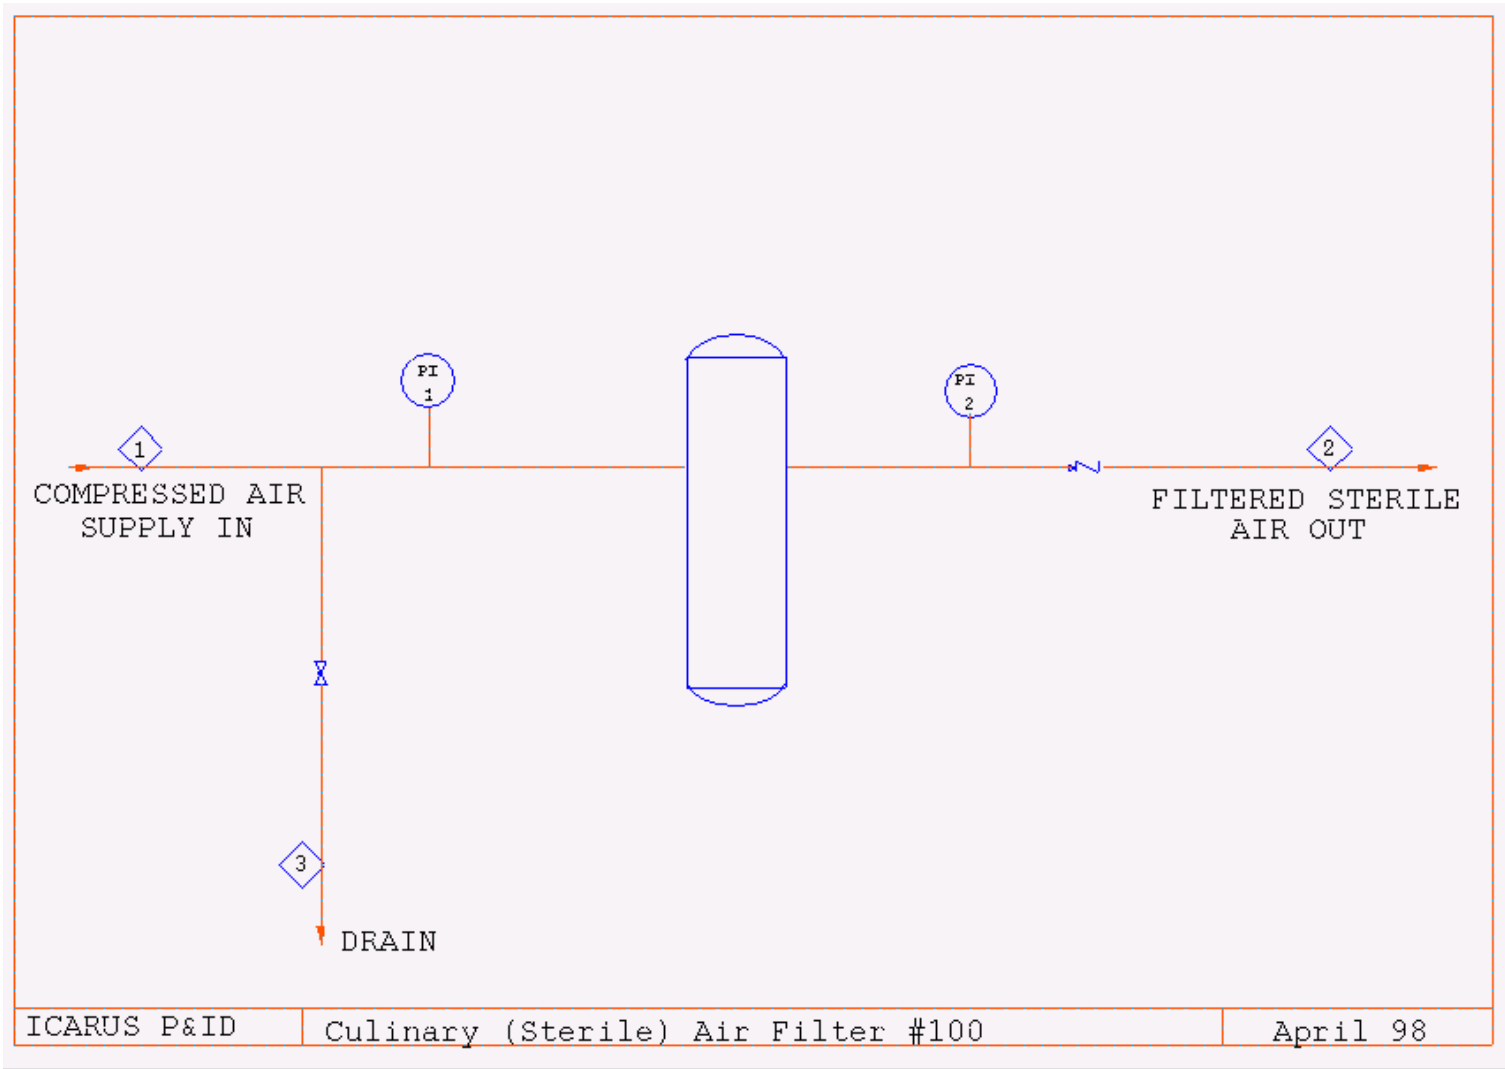 PI
1
PI
2
1
2
COMPRESSED AIR
SUPPLY IN
FILTERED STERILE
AIR OUT
3
DRAIN
ICARUS P&ID
Culinary (Sterile) Air Filter #100
April 98